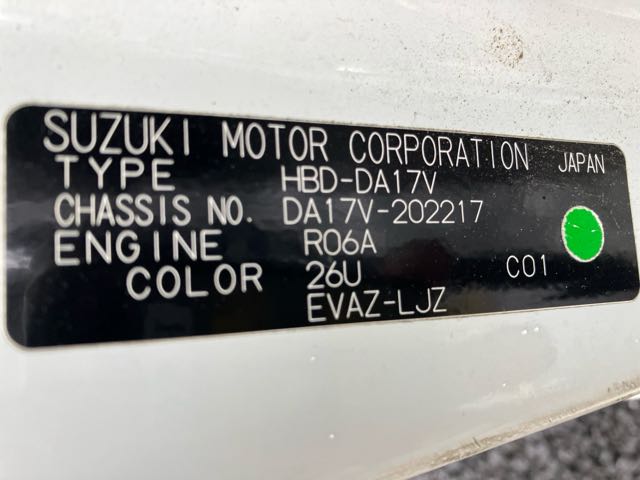 SUZUKI MOTOR CORPORATION JAPAN
TYPE HBD-DA17V
CHASSIS NO. DA17V-202217
ENGINE R06A
COLOR 26U C01
EVAZ-LJZ